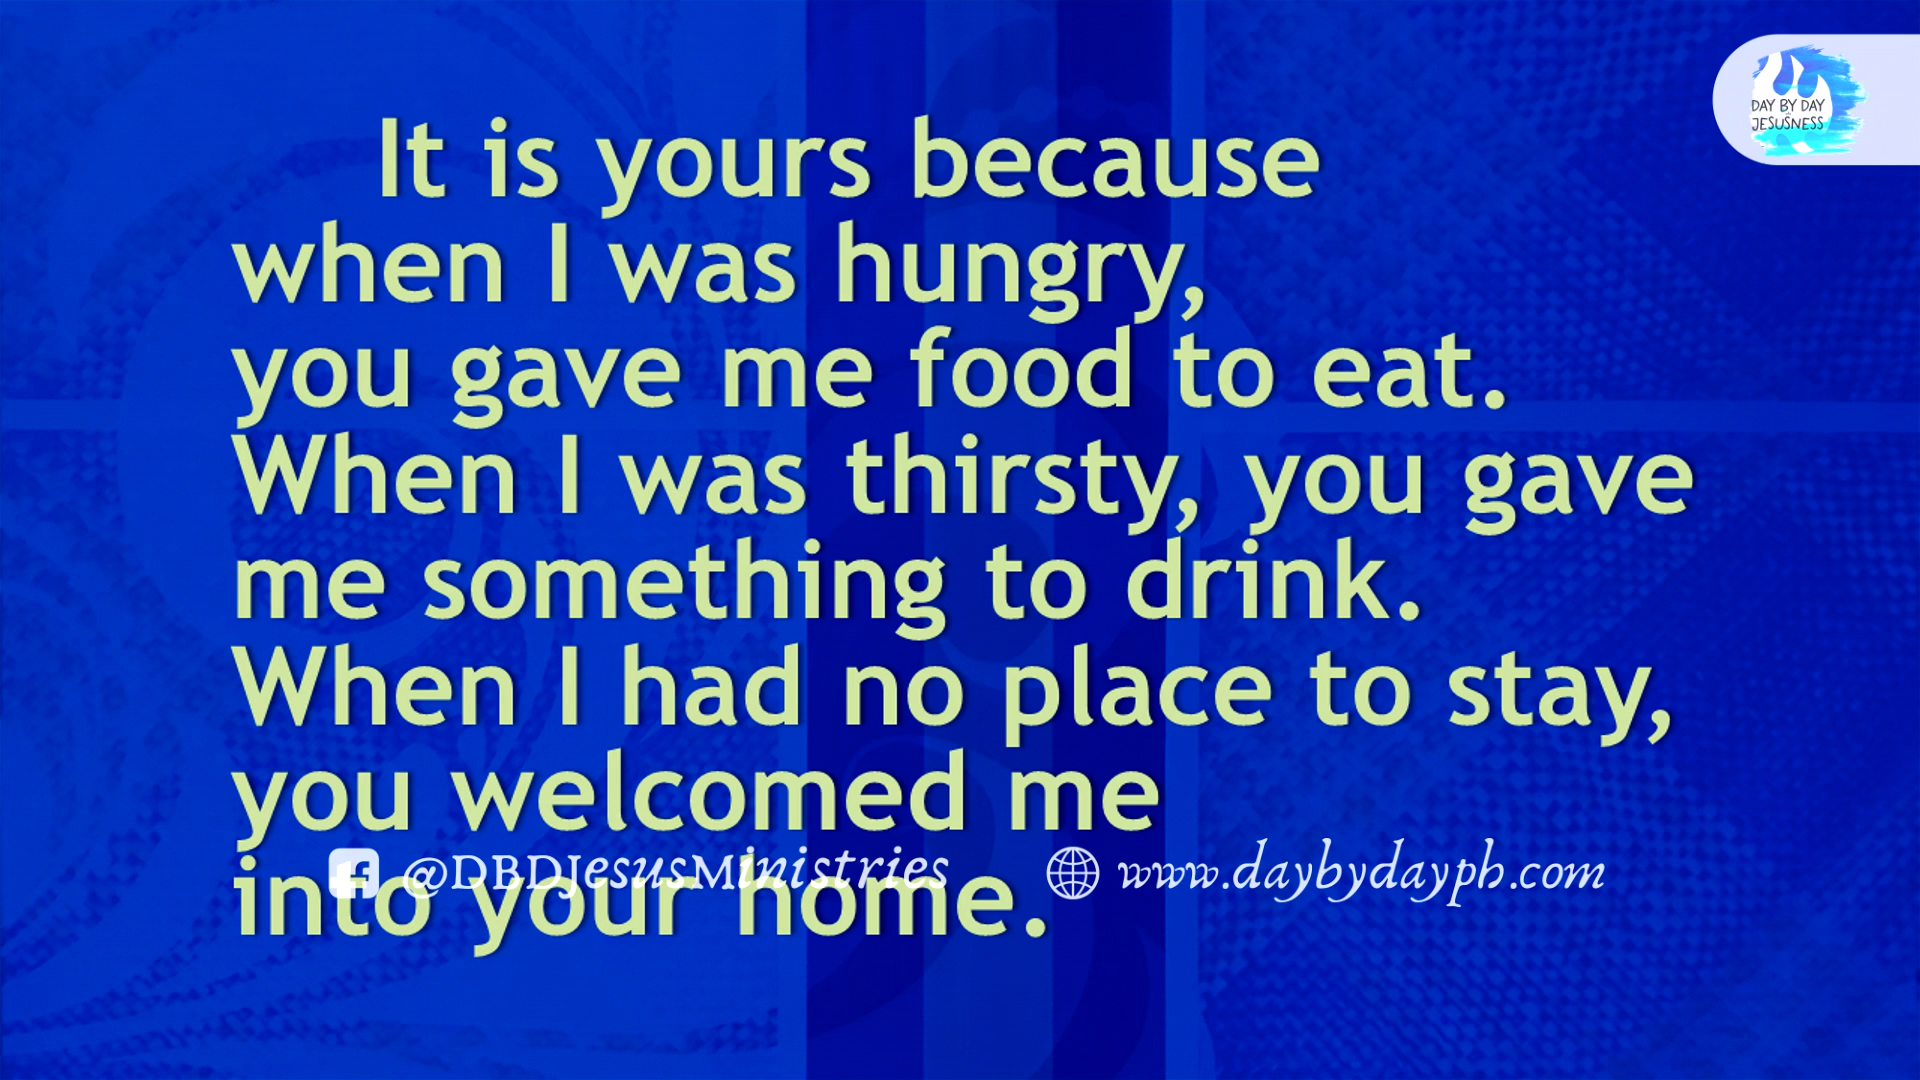 DAY BY DAY
JESUSNESS
It is yours because
when I was hungry,
you gave me food to eat.
When I was thirsty, you gave
me something to drink.
When I had no place to stay,
you welcomed me
into your home.
@DBDJesusMinistries
www.daybydayph.com